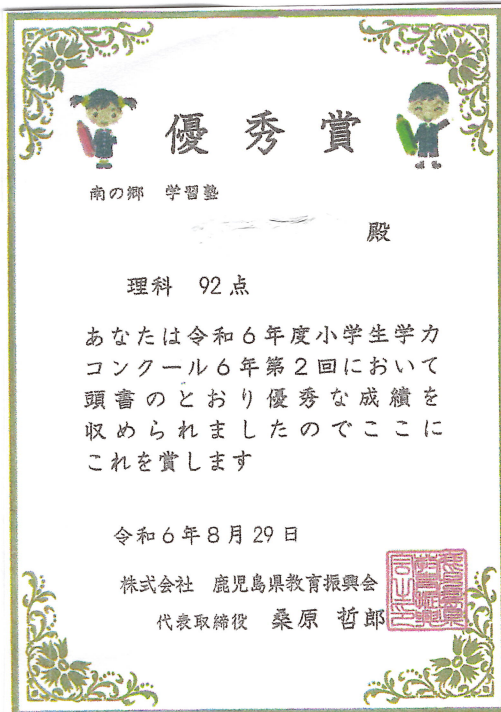 優秀賞
南の郷 学習塾
殿
理科 92点
あなたは令和6年度小学生学力
コンクール6年第2回において
頭書のとおり優秀な成績を
収められましたのでここに
これを賞します
令和6年8月29日
株式会社 鹿児島県教育振興会
代表取締役 桑原 哲郎